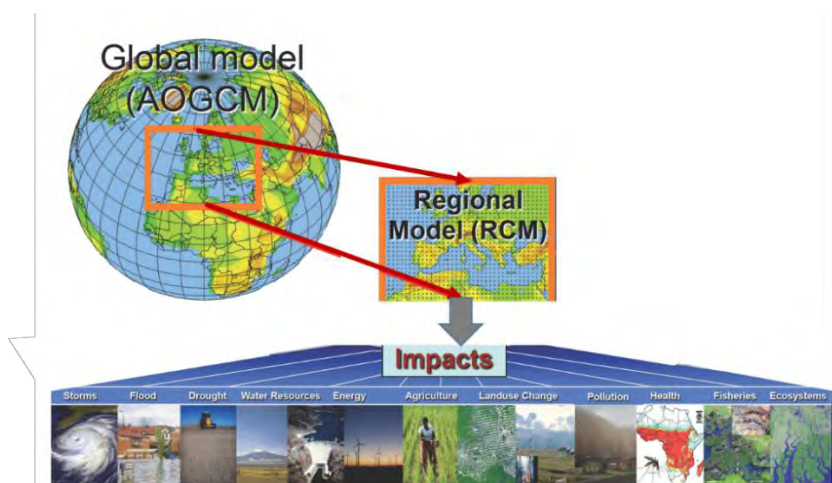 Global model
(AOGCM)
Regional
Model (RCM)
Impacts
Storms Flood Drought Water Resources Energy Agriculture Landuse Change Pollution Health Fisheries Ecosystems